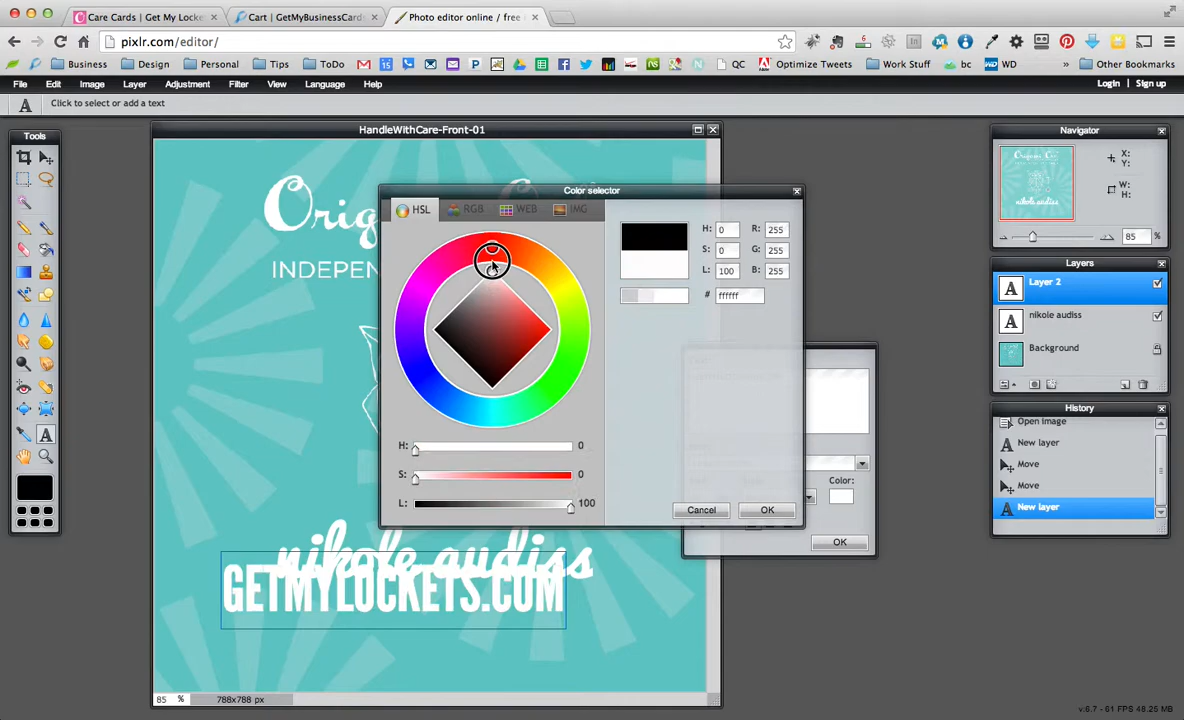 Care Cards | Get My Locke
Cart | GetMyBusinessCard
Photo editor online / free
pixlr.com/editor/
Business
Design
Personal
Tips
ToDo
QC
Optimize Tweets
Work Stuff
bc
WD
»
Other Bookmarks
File
Edit
Image
Layer
Adjustment
Filter
View
Language
Help
Login
Sign up
A
Click to select or add a text
Tools
HandleWithCare-Front-01
Navigator
X:
Y:
W:
H:
85
%
Color selector
HSL
RGB
WEB
IMG
H: 0
S: 0
L: 100
R: 255
G: 255
B: 255
# ffffff
H: 0
S: 0
L: 100
Cancel
OK
Color:
OK
Layers
Layer 2
nikole audiss
Background
History
Open image
New layer
Move
Move
New layer
Orig
INDEPEN
nikole audiss
GETMYLOCKETS.COM
85 %
788x788 px
v:6.7 - 61 FPS 48.25 MB